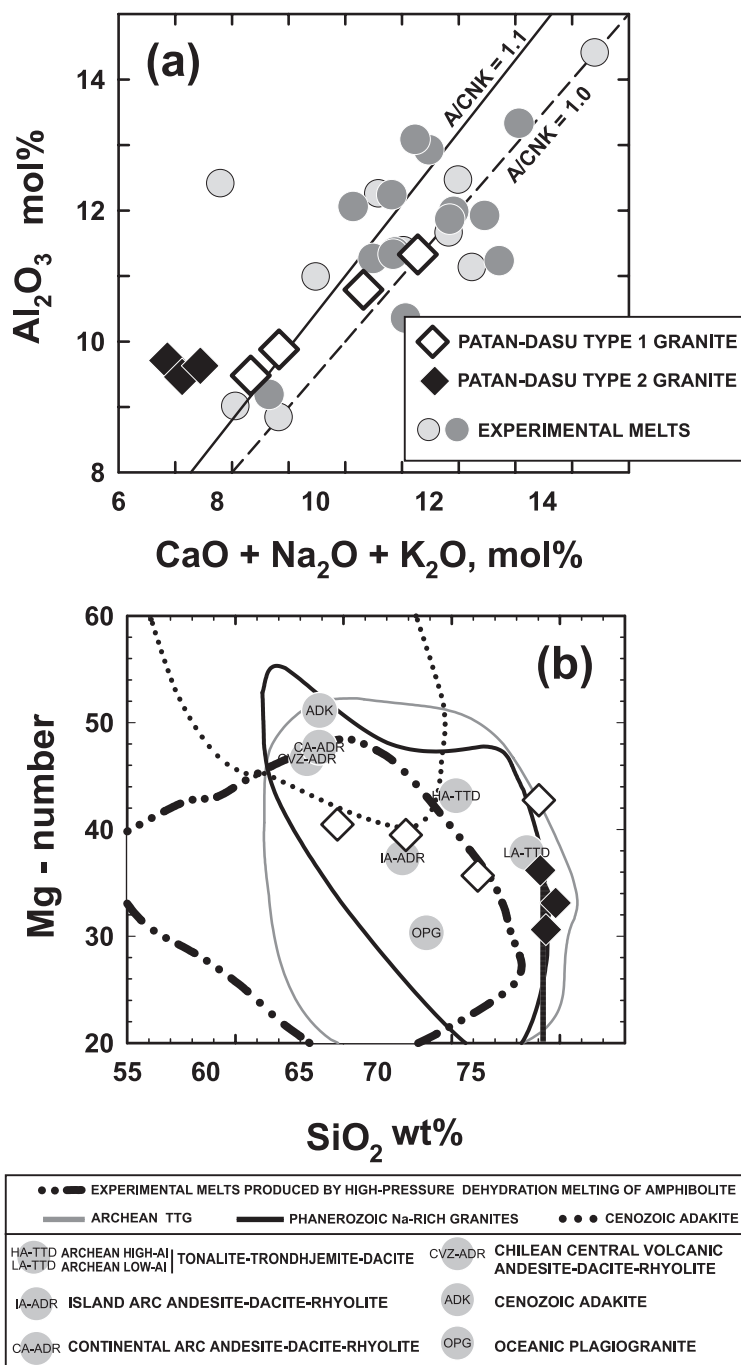 (a)
A/CNK = 1.1
A/CNK = 1.0
14
12
10
8
Al₂O₃ mol%
PATAN-DASU TYPE 1 GRANITE
PATAN-DASU TYPE 2 GRANITE
EXPERIMENTAL MELTS
6 8 10 12 14
CaO + Na₂O + K₂O, mol%
(b)
60
50
40
30
20
Mg - number
ADK
CA-ADR
CVZ-ADR
HA-TTD
IA-ADR
LA-TTD
OPG
55 60 65 70 75
SiO₂ wt%
EXPERIMENTAL MELTS PRODUCED BY HIGH-PRESSURE DEHYDRATION MELTING OF AMPHIBOLITE
ARCHEAN TTG PHANEROZOIC Na-RICH GRANITES CENOZOIC ADAKITE
HA-TTD ARCHEAN HIGH-Al
LA-TTD ARCHEAN LOW-Al
TONALITE-TRONDHJEMITE-DACITE
CVZ-ADR CHILEAN CENTRAL VOLCANIC
ANDESITE-DACITE-RHYOLITE
IA-ADR ISLAND ARC ANDESITE-DACITE-RHYOLITE
ADK CENOZOIC ADAKITE
CA-ADR CONTINENTAL ARC ANDESITE-DACITE-RHYOLITE
OPG OCEANIC PLAGIOGRANITE